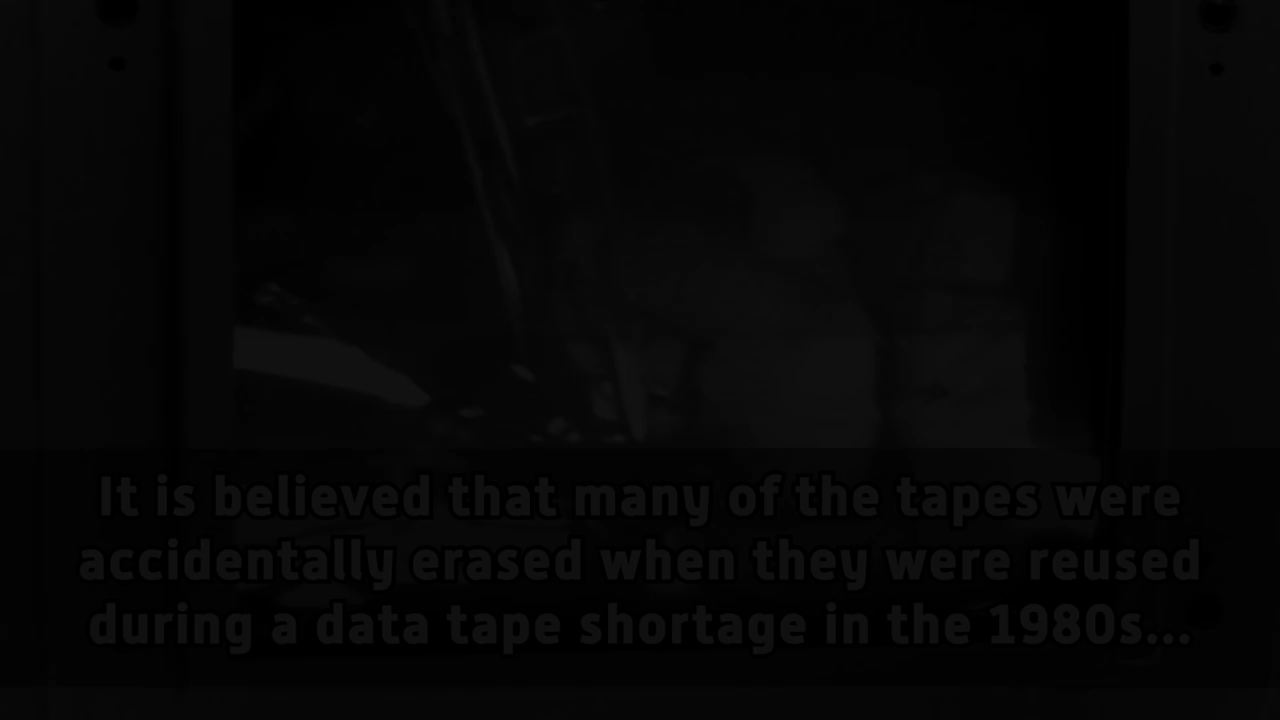 It is believed that many of the tapes were
accidentally erased when they were reused
during a data tape shortage in the 1980s...